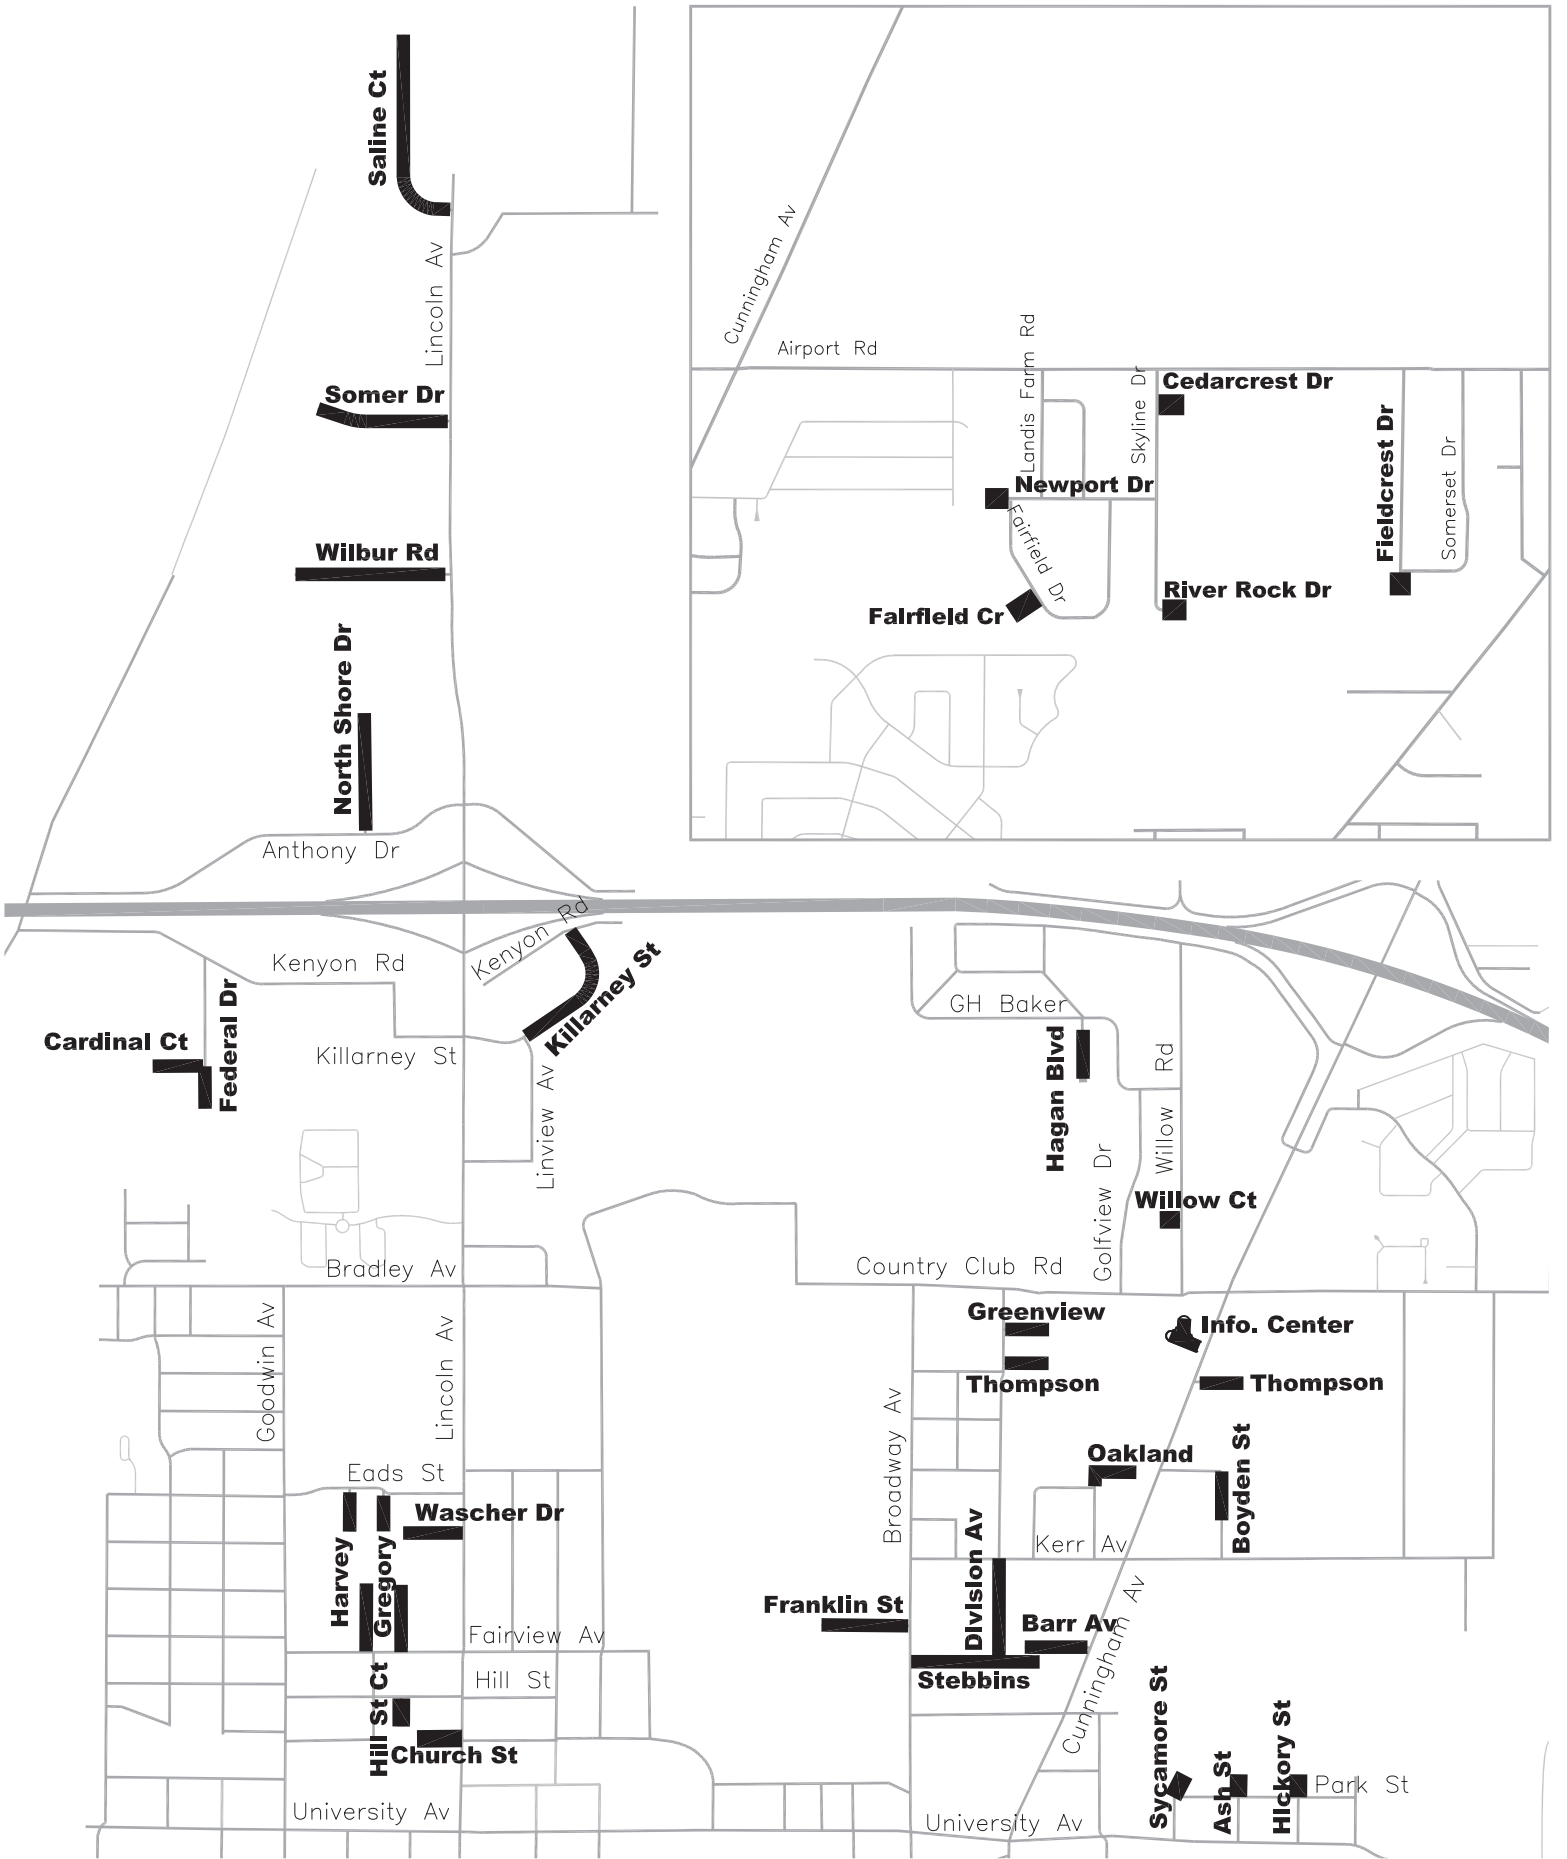 Saline Ct
Lincoln Av
Somer Dr
Wilbur Rd
North Shore Dr
Anthony Dr
Cunningham Av
Airport Rd
Landis Farm Rd
Skyline Dr
Cedarcrest Dr
Newport Dr
Fairfield Dr
Fieldcrest Dr
Somerset Dr
River Rock Dr
FaIrfIeld Cr
Kenyon Rd
Kenyon Rd
Killarney St
Cardinal Ct
Federal Dr
Killarney St
Linview Av
GH Baker
Hagan Blvd
Willow Rd
Golfview Dr
Willow Ct
Bradley Av
Country Club Rd
Goodwin Av
Lincoln Av
Greenview
Info. Center
Thompson
Thompson
Broadway Av
Oakland
Boyden St
Eads St
Wascher Dr
Harvey
Gregory
Kerr Av
DIvIsIon Av
Franklin St
Barr Av
Fairview Av
Stebbins
Cunningham Av
Hill St
Hill St Ct
Church St
Sycamore St
Ash St
HIckory St
Park St
University Av
University Av